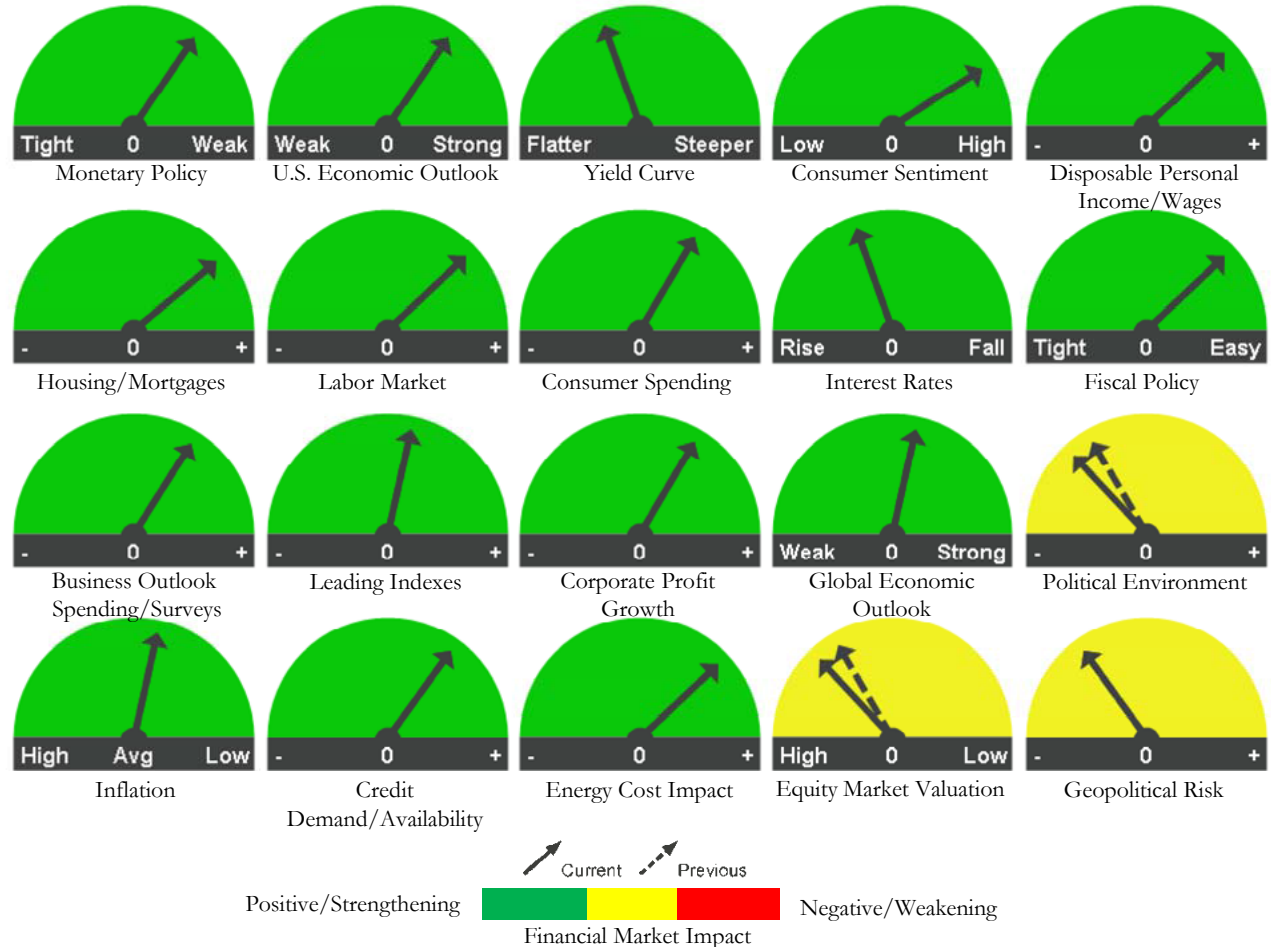 Tight 0 Weak
Weak 0 Strong
Flatter Steeper
Low 0 High
- 0 +
Monetary Policy
U.S. Economic Outlook
Yield Curve
Consumer Sentiment
Disposable Personal
Income/Wages
- 0 +
- 0 +
- 0 +
Rise 0 Fall
Tight 0 Easy
Housing/Mortgages
Labor Market
Consumer Spending
Interest Rates
Fiscal Policy
- 0 +
- 0 +
- 0 +
Weak 0 Strong
- 0 +
Business Outlook
Spending/Surveys
Leading Indexes
Corporate Profit
Growth
Global Economic
Outlook
Political Environment
High Avg Low
- 0 +
- 0 +
High 0 Low
- 0 +
Inflation
Credit
Demand/Availability
Energy Cost Impact
Equity Market Valuation
Geopolitical Risk
Current Previous
Positive/Strengthening
Negative/Weakening
Financial Market Impact